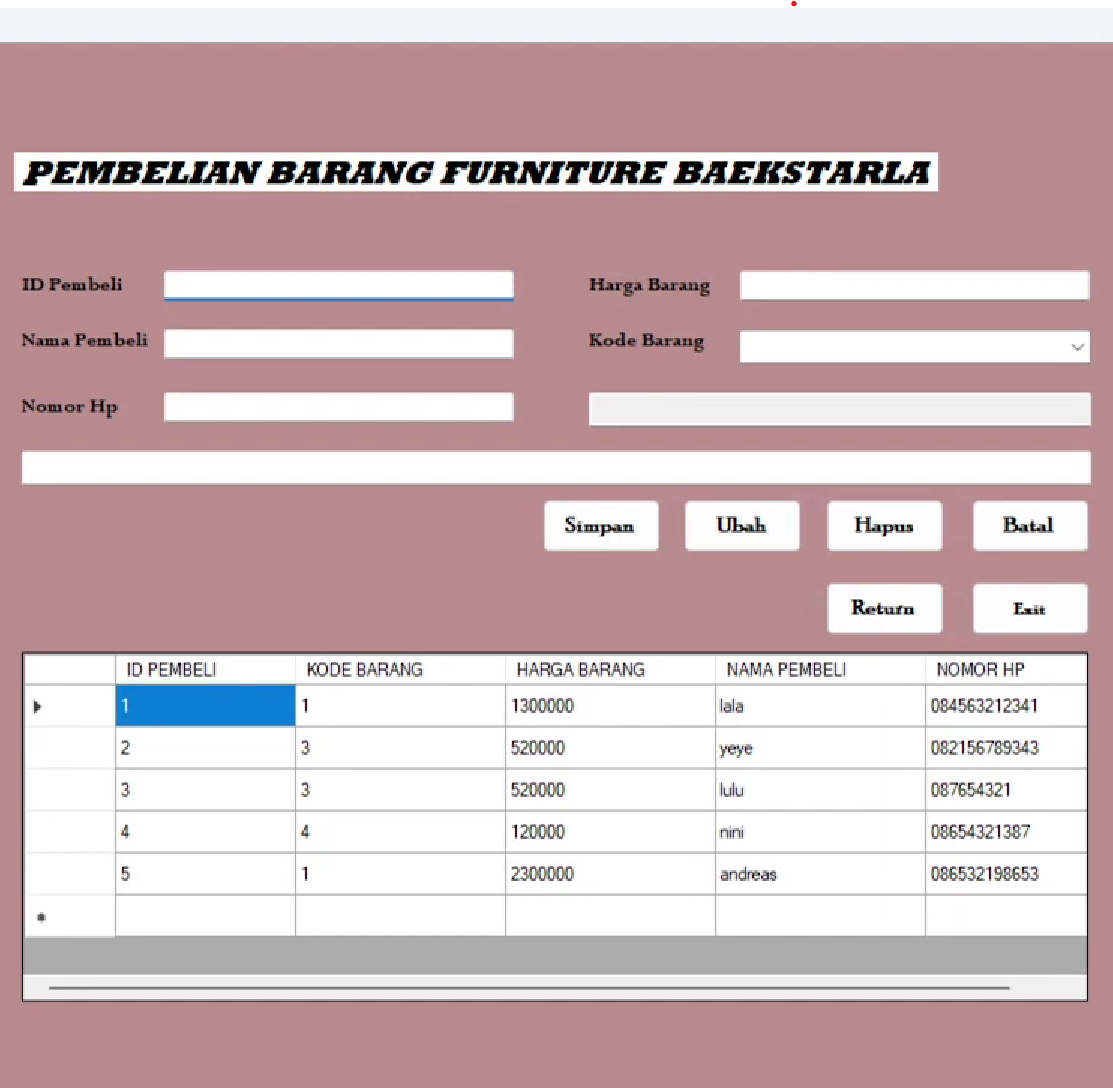 PEMBELIAN BARANG FURNITURE BAEKSTARLA
ID Pembeli Harga Barang
Nama Pembeli Kode Barang
Nomor Hp
Simpan Ubah Hapus Batal
Return Exit
ID PEMBELI KODE BARANG HARGA BARANG NAMA PEMBELI NOMOR HP
1 1 1300000 lala 084563212341
2 3 520000 yeye 082156789343
3 3 520000 lulu 087654321
4 4 120000 nini 08654321387
5 1 2300000 andreas 086532198653